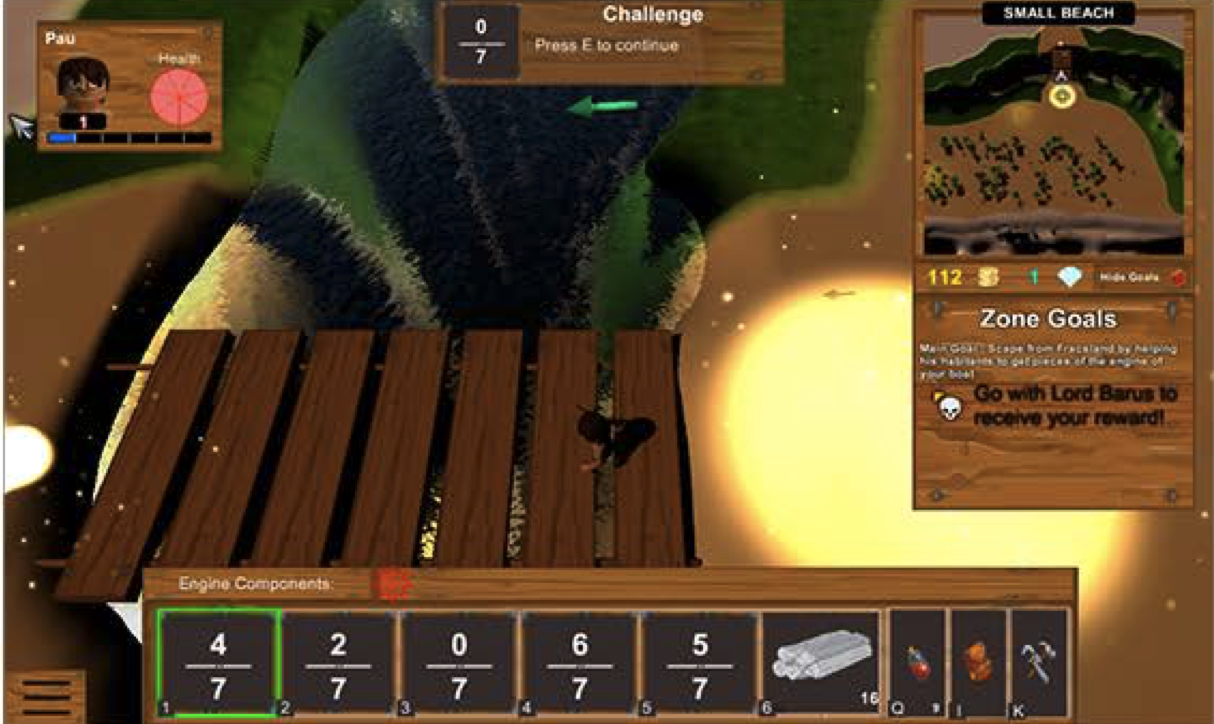 Pau
Health
1
0
7
Challenge
Press E to continue
SMALL BEACH
A
112
1
Hide Goals
Zone Goals
Main Goal: Scape from Fracsland by helping
his habitants to get pieces of the engine of
your boat
Go with Lord Barus to
receive your reward!
Engine Components:
4
7
1
2
7
2
0
7
3
6
7
4
5
7
5
6
16
Q
9
I
K